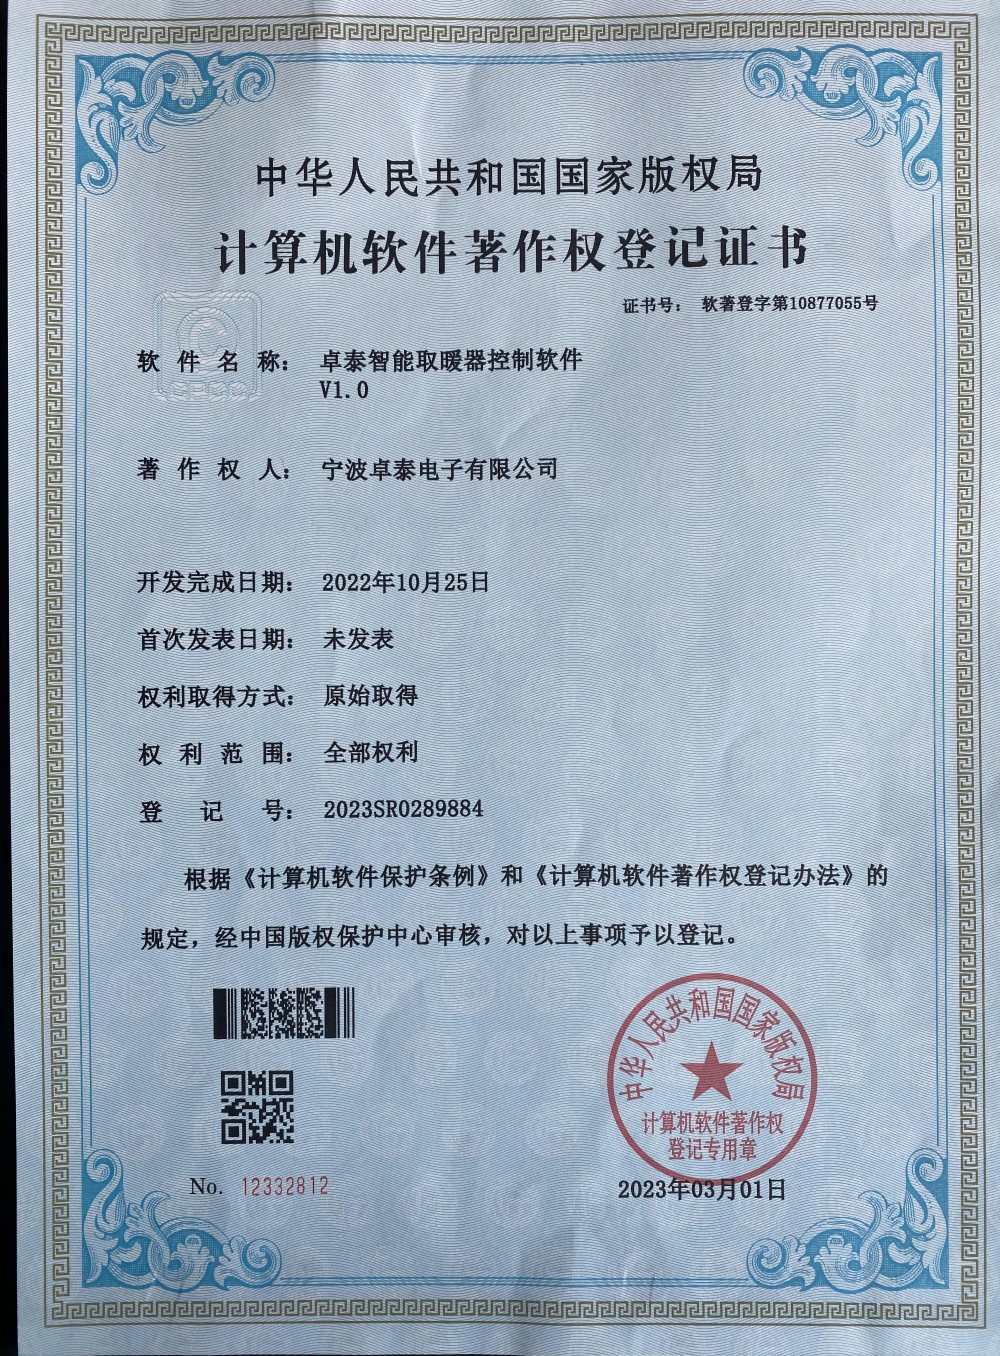 中华人民共和国国家版权局
计算机软件著作权登记证书
证书号： 软著登字第10877055号
软件名称： 卓泰智能取暖器控制软件
V1.0
著作权人： 宁波卓泰电子有限公司
开发完成日期： 2022年10月25日
首次发表日期： 未发表
权利取得方式： 原始取得
权利范围： 全部权利
登记号： 2023SR0289884
根据《计算机软件保护条例》和《计算机软件著作权登记办法》的
规定，经中国版权保护中心审核，对以上事项予以登记。
中华人民共和国国家版权局
计算机软件著作权
登记专用章
No. 12332812
2023年03月01日